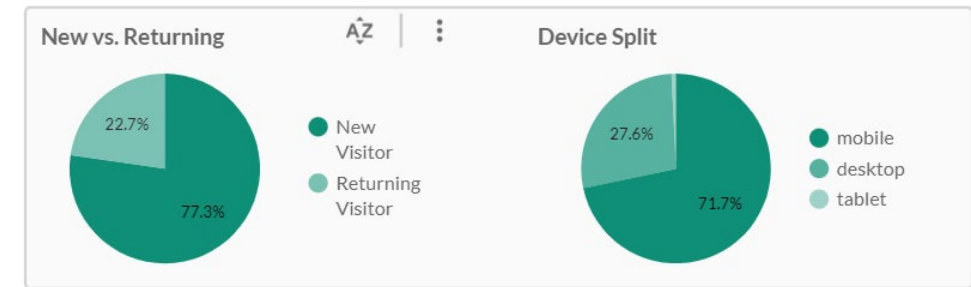 New vs. Returning
AZ
Device Split
22.7%
77.3%
New
Visitor
Returning
Visitor
27.6%
71.7%
mobile
desktop
tablet